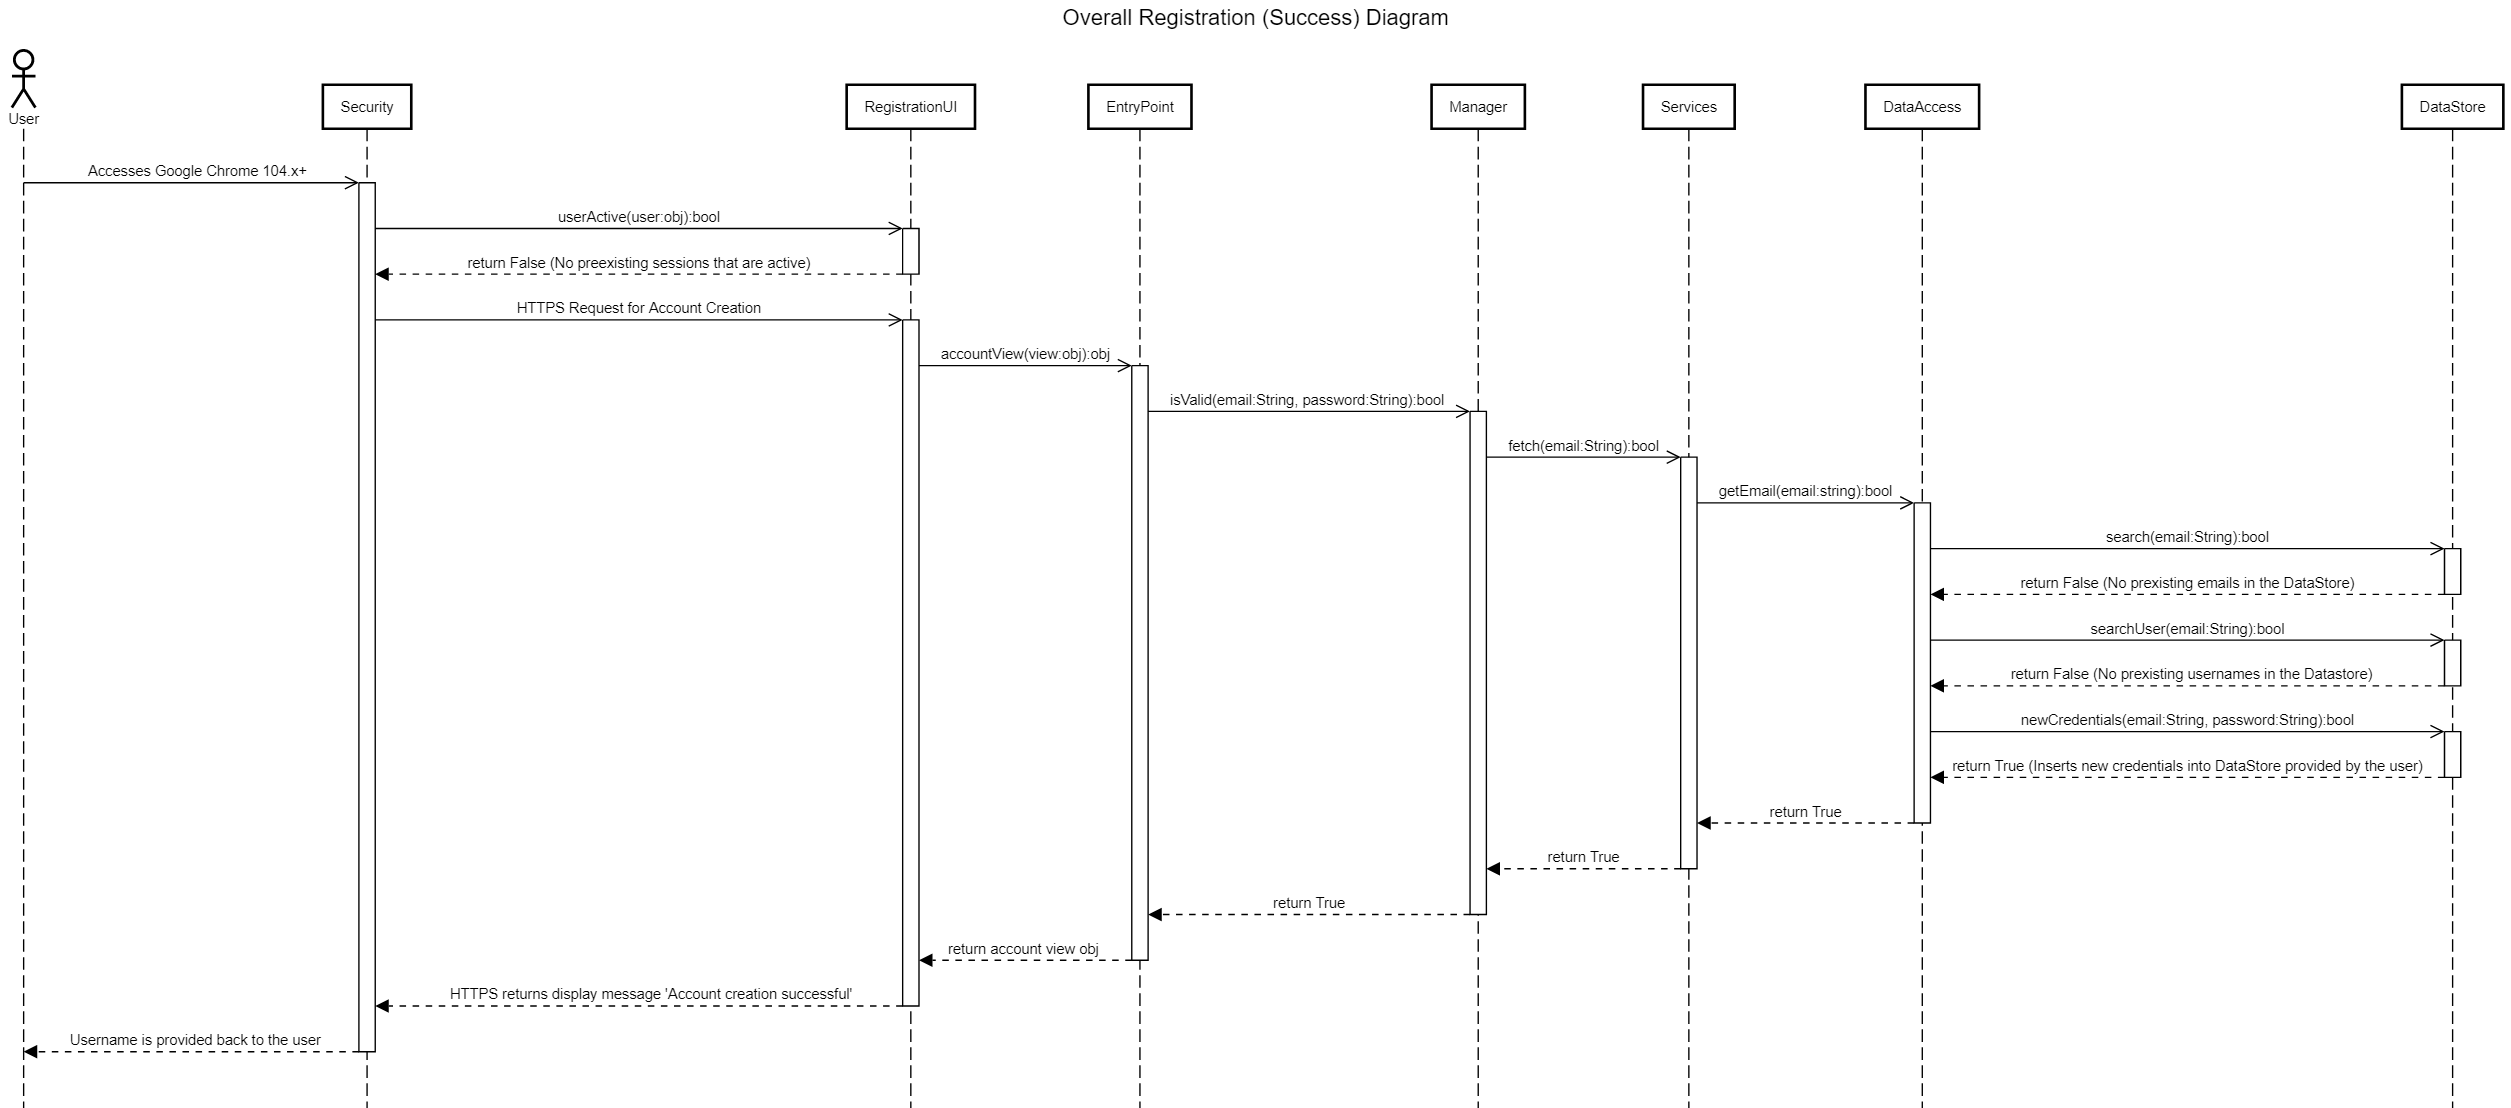 Overall Registration (Success) Diagram
User
Security
RegistrationUI
EntryPoint
Manager
Services
DataAccess
DataStore
Accesses Google Chrome 104.x+
userActive(user:obj):bool
return False (No preexisting sessions that are active)
HTTPS Request for Account Creation
accountView(view:obj):obj
isValid(email:String, password:String):bool
fetch(email:String):bool
getEmail(email:string):bool
search(email:String):bool
return False (No prexisting emails in the DataStore)
searchUser(email:String):bool
return False (No prexisting usernames in the Datastore)
newCredentials(email:String, password:String):bool
return True (Inserts new credentials into DataStore provided by the user)
return True
return True
return True
return account view obj
HTTPS returns display message 'Account creation successful'
Username is provided back to the user